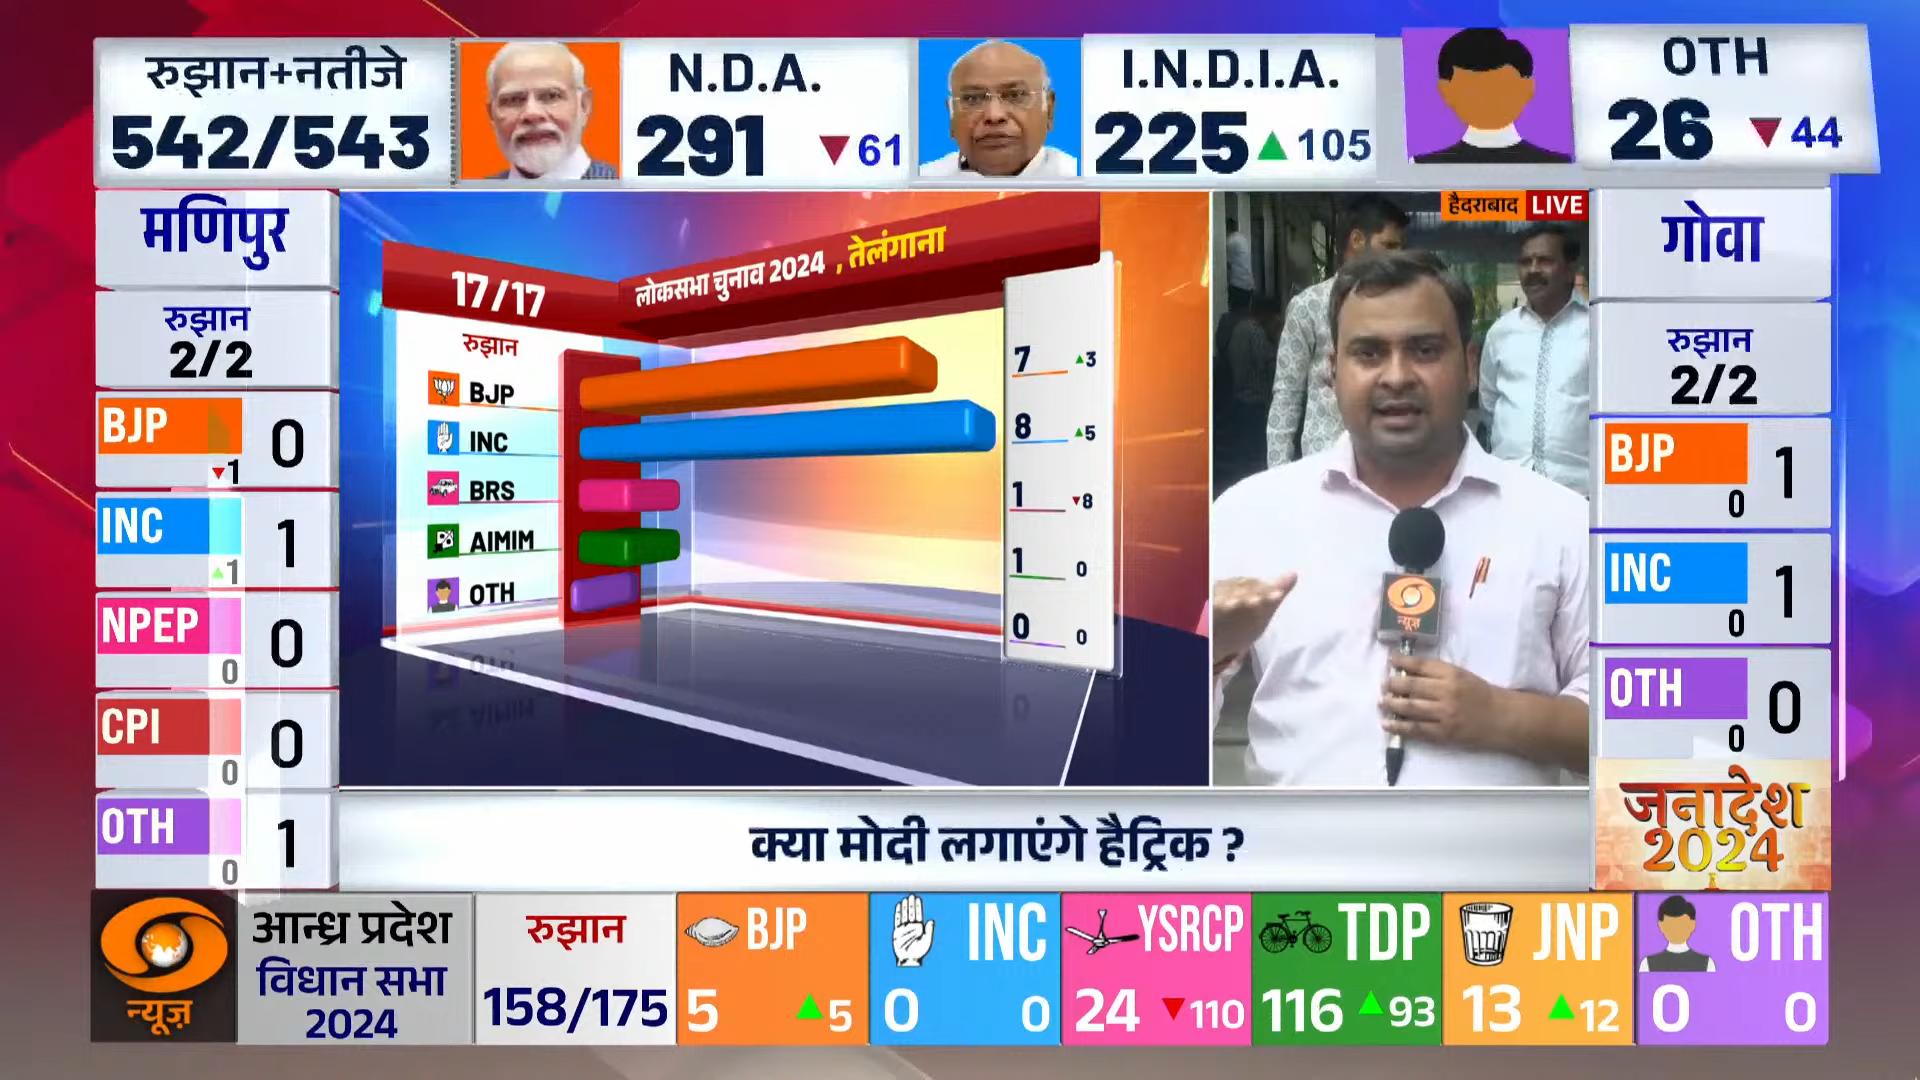 रुझान+नतीजे
542/543
N.D.A.
291 ▼61
I.N.D.I.A.
225 ▲105
OTH
26 ▼44
मणिपुर
रुझान
2/2
BJP 0
▼1
INC 1
▲1
NPEP 0
0
CPI 0
0
OTH 1
0
17/17
लोकसभा चुनाव 2024 , तेलंगाना
रुझान
BJP 7 ▲3
INC 8 ▲5
BRS 1 ▼8
AIMIM 1 0
OTH 0 0
हैदराबाद LIVE
न्यूज़
गोवा
रुझान
2/2
BJP 1
0
INC 1
0
OTH 0
0
जनादेश
2024
क्या मोदी लगाएंगे हैट्रिक ?
न्यूज़
आन्ध्र प्रदेश
विधान सभा
2024
रुझान
158/175
BJP
5 ▲5
INC
0 0
YSRCP
24 ▼110
TDP
116 ▲93
JNP
13 ▲12
OTH
0 0